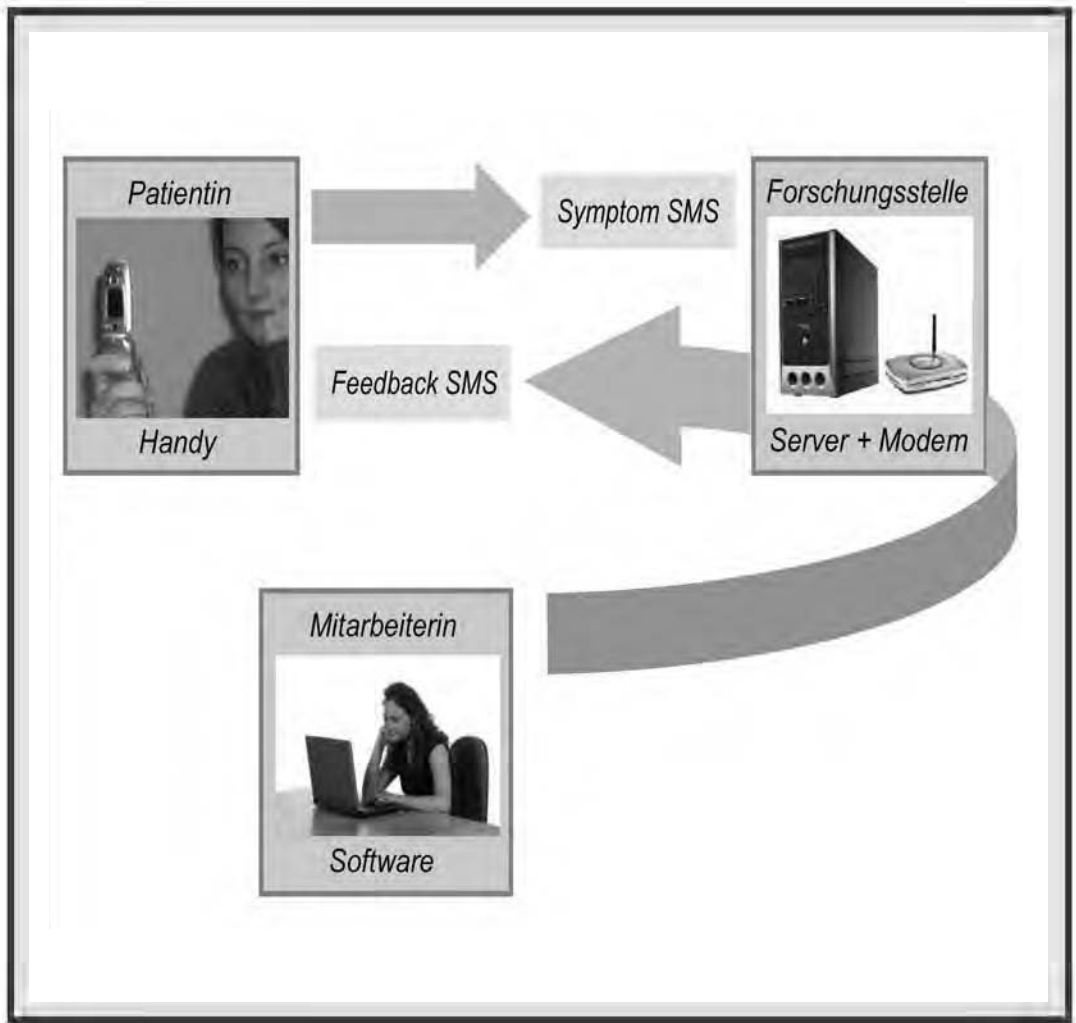 Patientin
Handy
Symptom SMS
Feedback SMS
Forschungsstelle
Server + Modem
Mitarbeiterin
Software